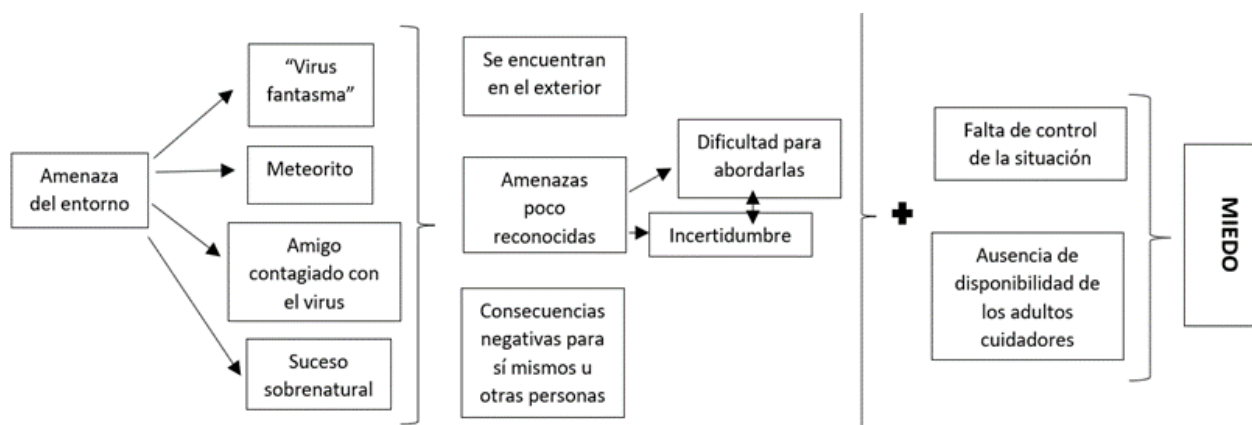 Amenaza
del entorno
“Virus
fantasma”
Meteorito
Amigo
contagiado con
el virus
Suceso
sobrenatural
Se encuentran
en el exterior
Amenazas
poco
reconocidas
Consecuencias
negativas para
sí mismos u
otras personas
Dificultad para
abordarlas
Incertidumbre
+
Falta de control
de la situación
Ausencia de
disponibilidad de
los adultos
cuidadores
MIEDO